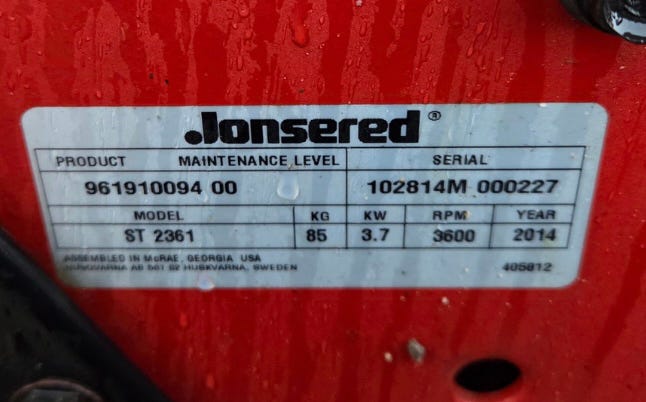 Jonsered®
PRODUCT MAINTENANCE LEVEL SERIAL
961910094 00 102814M 000227
MODEL KG KW RPM YEAR
ST 2361 85 3.7 3600 2014
ASSEMBLED IN McRAE, GEORGIA USA
HUSQVARNA AB 561 82 HUSKVARNA, SWEDEN 405812